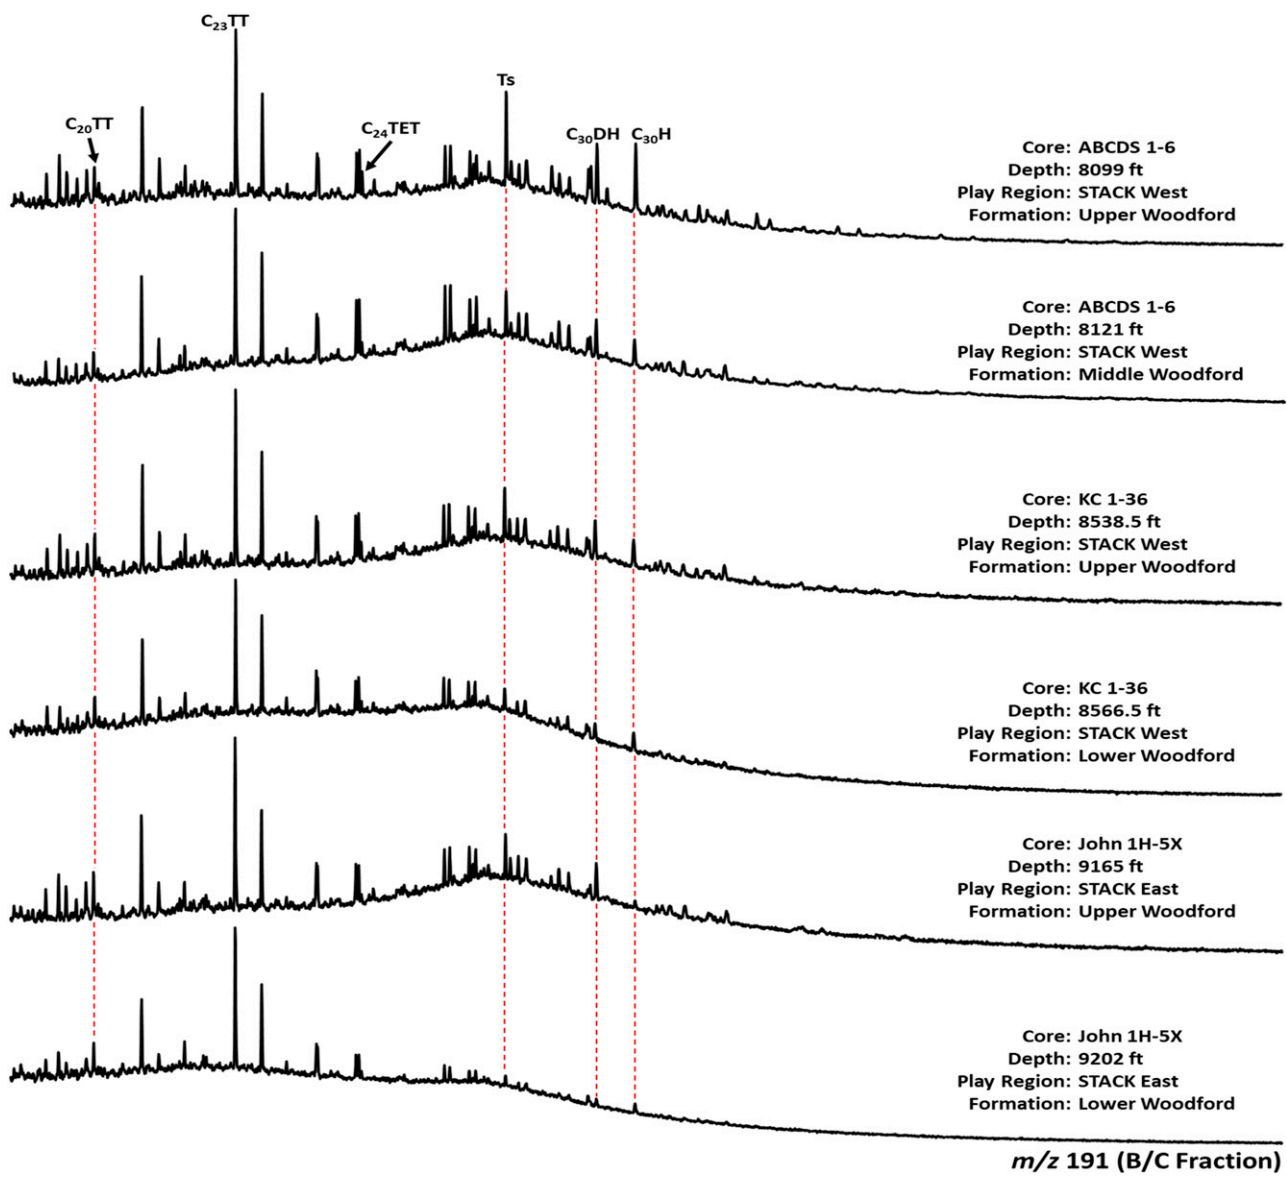 C₂₃TT
C₂₀TT
C₂₄TET
Ts
C₃₀DH
C₃₀H
Core: ABCDS 1-6
Depth: 8099 ft
Play Region: STACK West
Formation: Upper Woodford
Core: ABCDS 1-6
Depth: 8121 ft
Play Region: STACK West
Formation: Middle Woodford
Core: KC 1-36
Depth: 8538.5 ft
Play Region: STACK West
Formation: Upper Woodford
Core: KC 1-36
Depth: 8566.5 ft
Play Region: STACK West
Formation: Lower Woodford
Core: John 1H-5X
Depth: 9165 ft
Play Region: STACK East
Formation: Upper Woodford
Core: John 1H-5X
Depth: 9202 ft
Play Region: STACK East
Formation: Lower Woodford
m/z 191 (B/C Fraction)